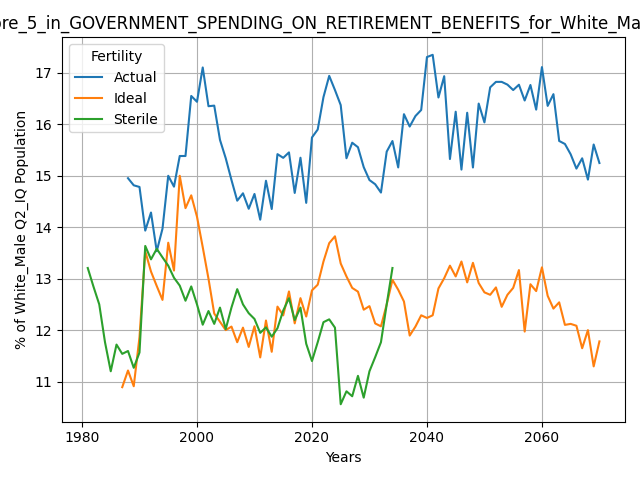 ore_5_in_GOVERNMENT_SPENDING_ON_RETIREMENT_BENEFITS_for_White_Ma
Fertility
Actual
Ideal
Sterile
% of White_Male Q2_IQ Population
17
16
15
14
13
12
11
1980
2000
2020
2040
2060
Years